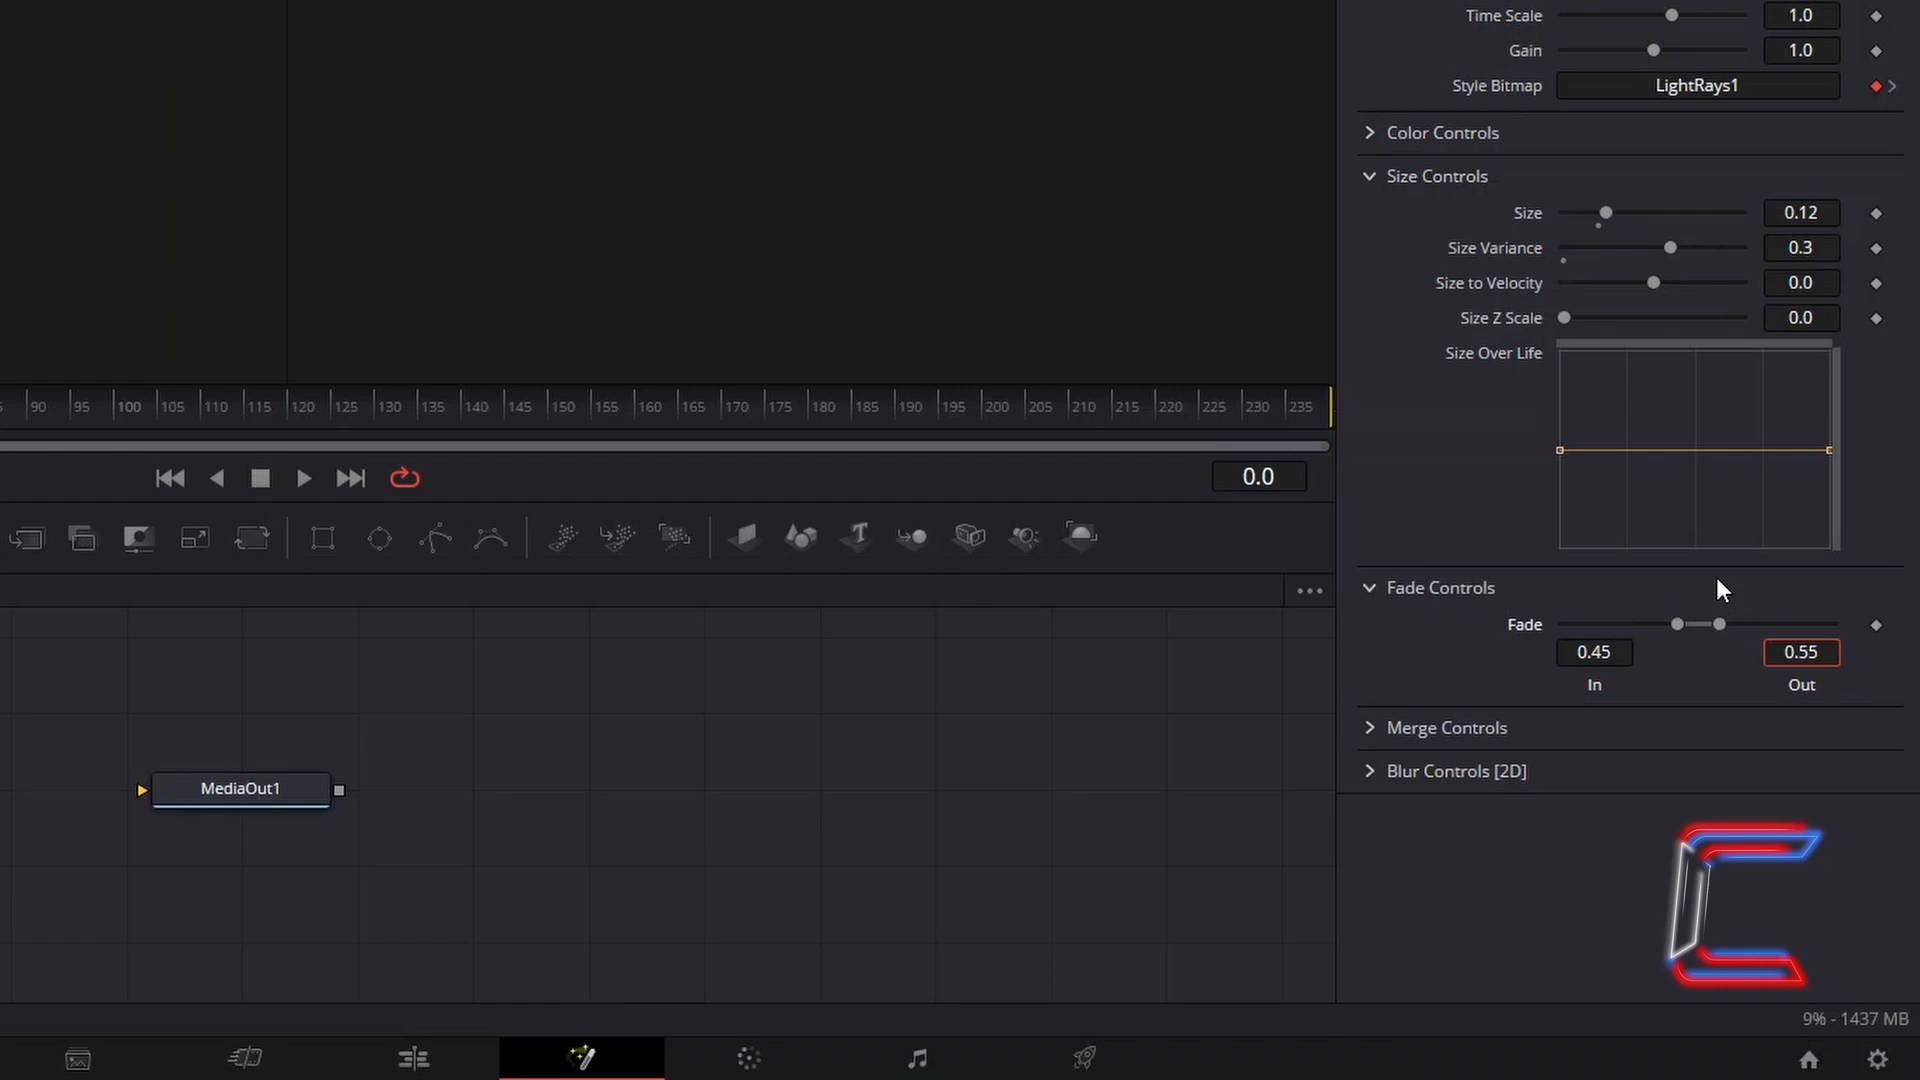 Time Scale 1.0
Gain 1.0
Style Bitmap LightRays1
Color Controls
Size Controls
Size 0.12
Size Variance 0.3
Size to Velocity 0.0
Size Z Scale 0.0
Size Over Life
90 95 100 105 110 115 120 125 130 135 140 145 150 155 160 165 170 175 180 185 190 195 200 205 210 215 220 225 230 235
0.0
Fade Controls
Fade
0.45 0.55
In Out
Merge Controls
Blur Controls [2D]
MediaOut1
9% - 1437 MB